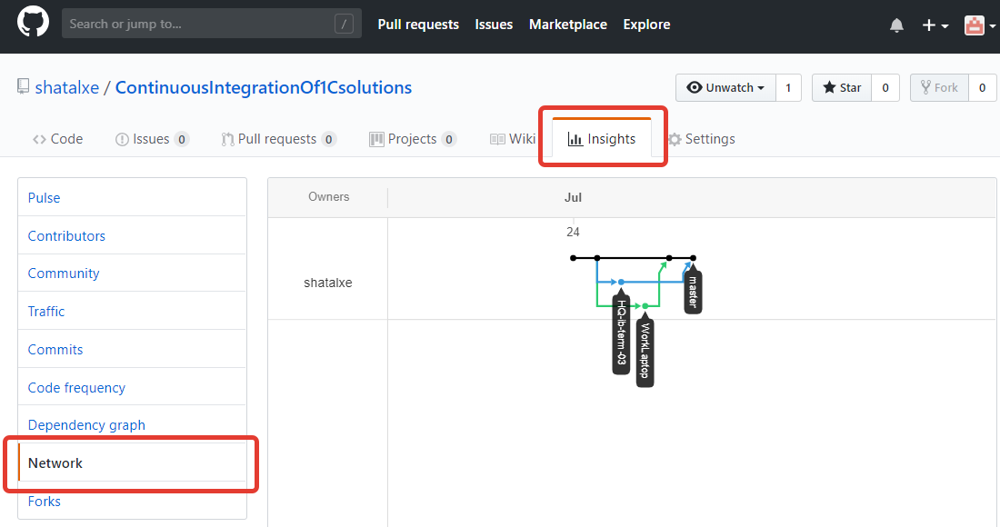 Search or jump to... /
Pull requests Issues Marketplace Explore
shatalxe / ContinuousIntegrationOf1Csolutions
Unwatch 1 Star 0 Fork 0
Code Issues 0 Pull requests 0 Projects 0 Wiki Insights Settings
Pulse
Contributors
Community
Traffic
Commits
Code frequency
Dependency graph
Network
Forks
Owners Jul
24
shatalxe
master
HQ-ib-term-03
WorkLaptop